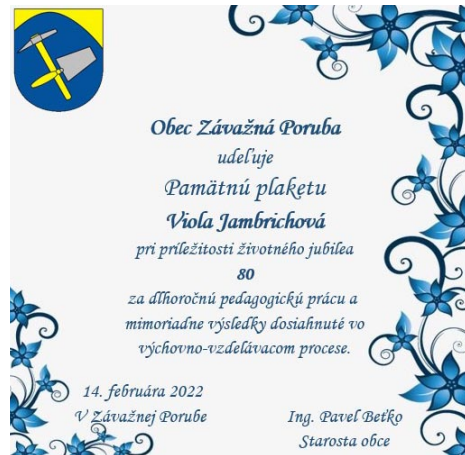 Obec Závažná Poruba
udeľuje
Pamätnú plaketu
Viola Jambrichová
pri príležitosti životného jubilea
80
za dlhoročnú pedagogickú prácu a
mimoriadne výsledky dosiahnuté vo
výchovno-vzdelávacom procese.
14. februára 2022
V Závažnej Porube
Ing. Pavel Beťko
Starosta obce